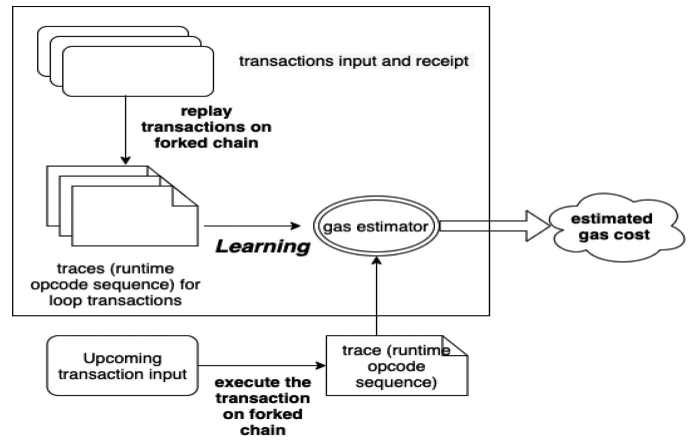 transactions input and receipt
replay
transactions on
forked chain
traces (runtime
opcode sequence) for
loop transactions
Learning
gas estimator
estimated
gas cost
Upcoming
transaction input
execute the
transaction
on forked
chain
trace (runtime
opcode
sequence)